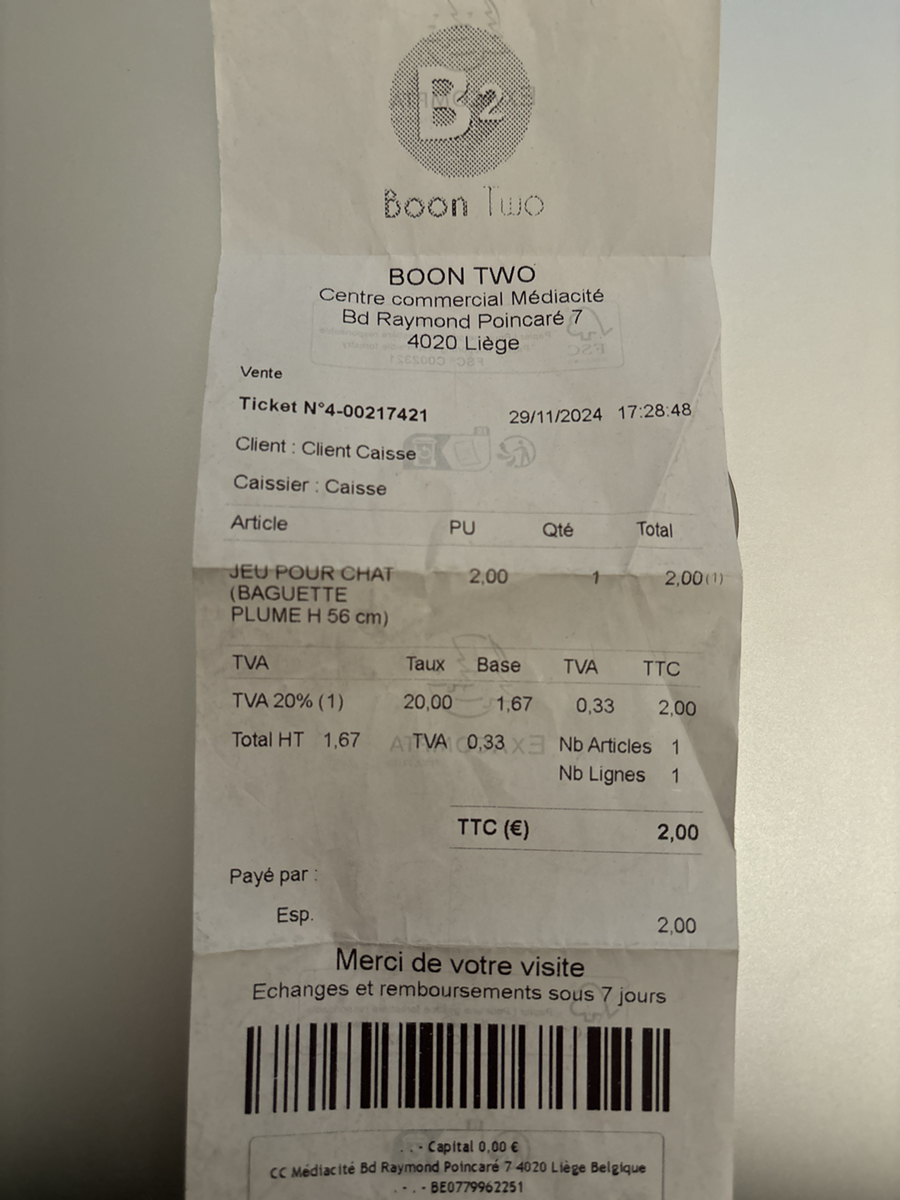 B2
Boon Two
BOON TWO
Centre commercial Médiacité
Bd Raymond Poincaré 7
4020 Liège
Vente
Ticket N°4-00217421 29/11/2024 17:28:48
Client : Client Caisse
Caissier : Caisse
Article PU Qté Total
JEU POUR CHAT 2,00 1 2,00 (1)
(BAGUETTE
PLUME H 56 cm)
TVA Taux Base TVA TTC
TVA 20% (1) 20,00 1,67 0,33 2,00
Total HT 1,67 TVA 0,33 Nb Articles 1
Nb Lignes 1
TTC (€) 2,00
Payé par :
Esp. 2,00
Merci de votre visite
Echanges et remboursements sous 7 jours
. . - Capital 0,00 €
CC Médiacité Bd Raymond Poincaré 7 4020 Liège Belgique
. - . - BE0779962251